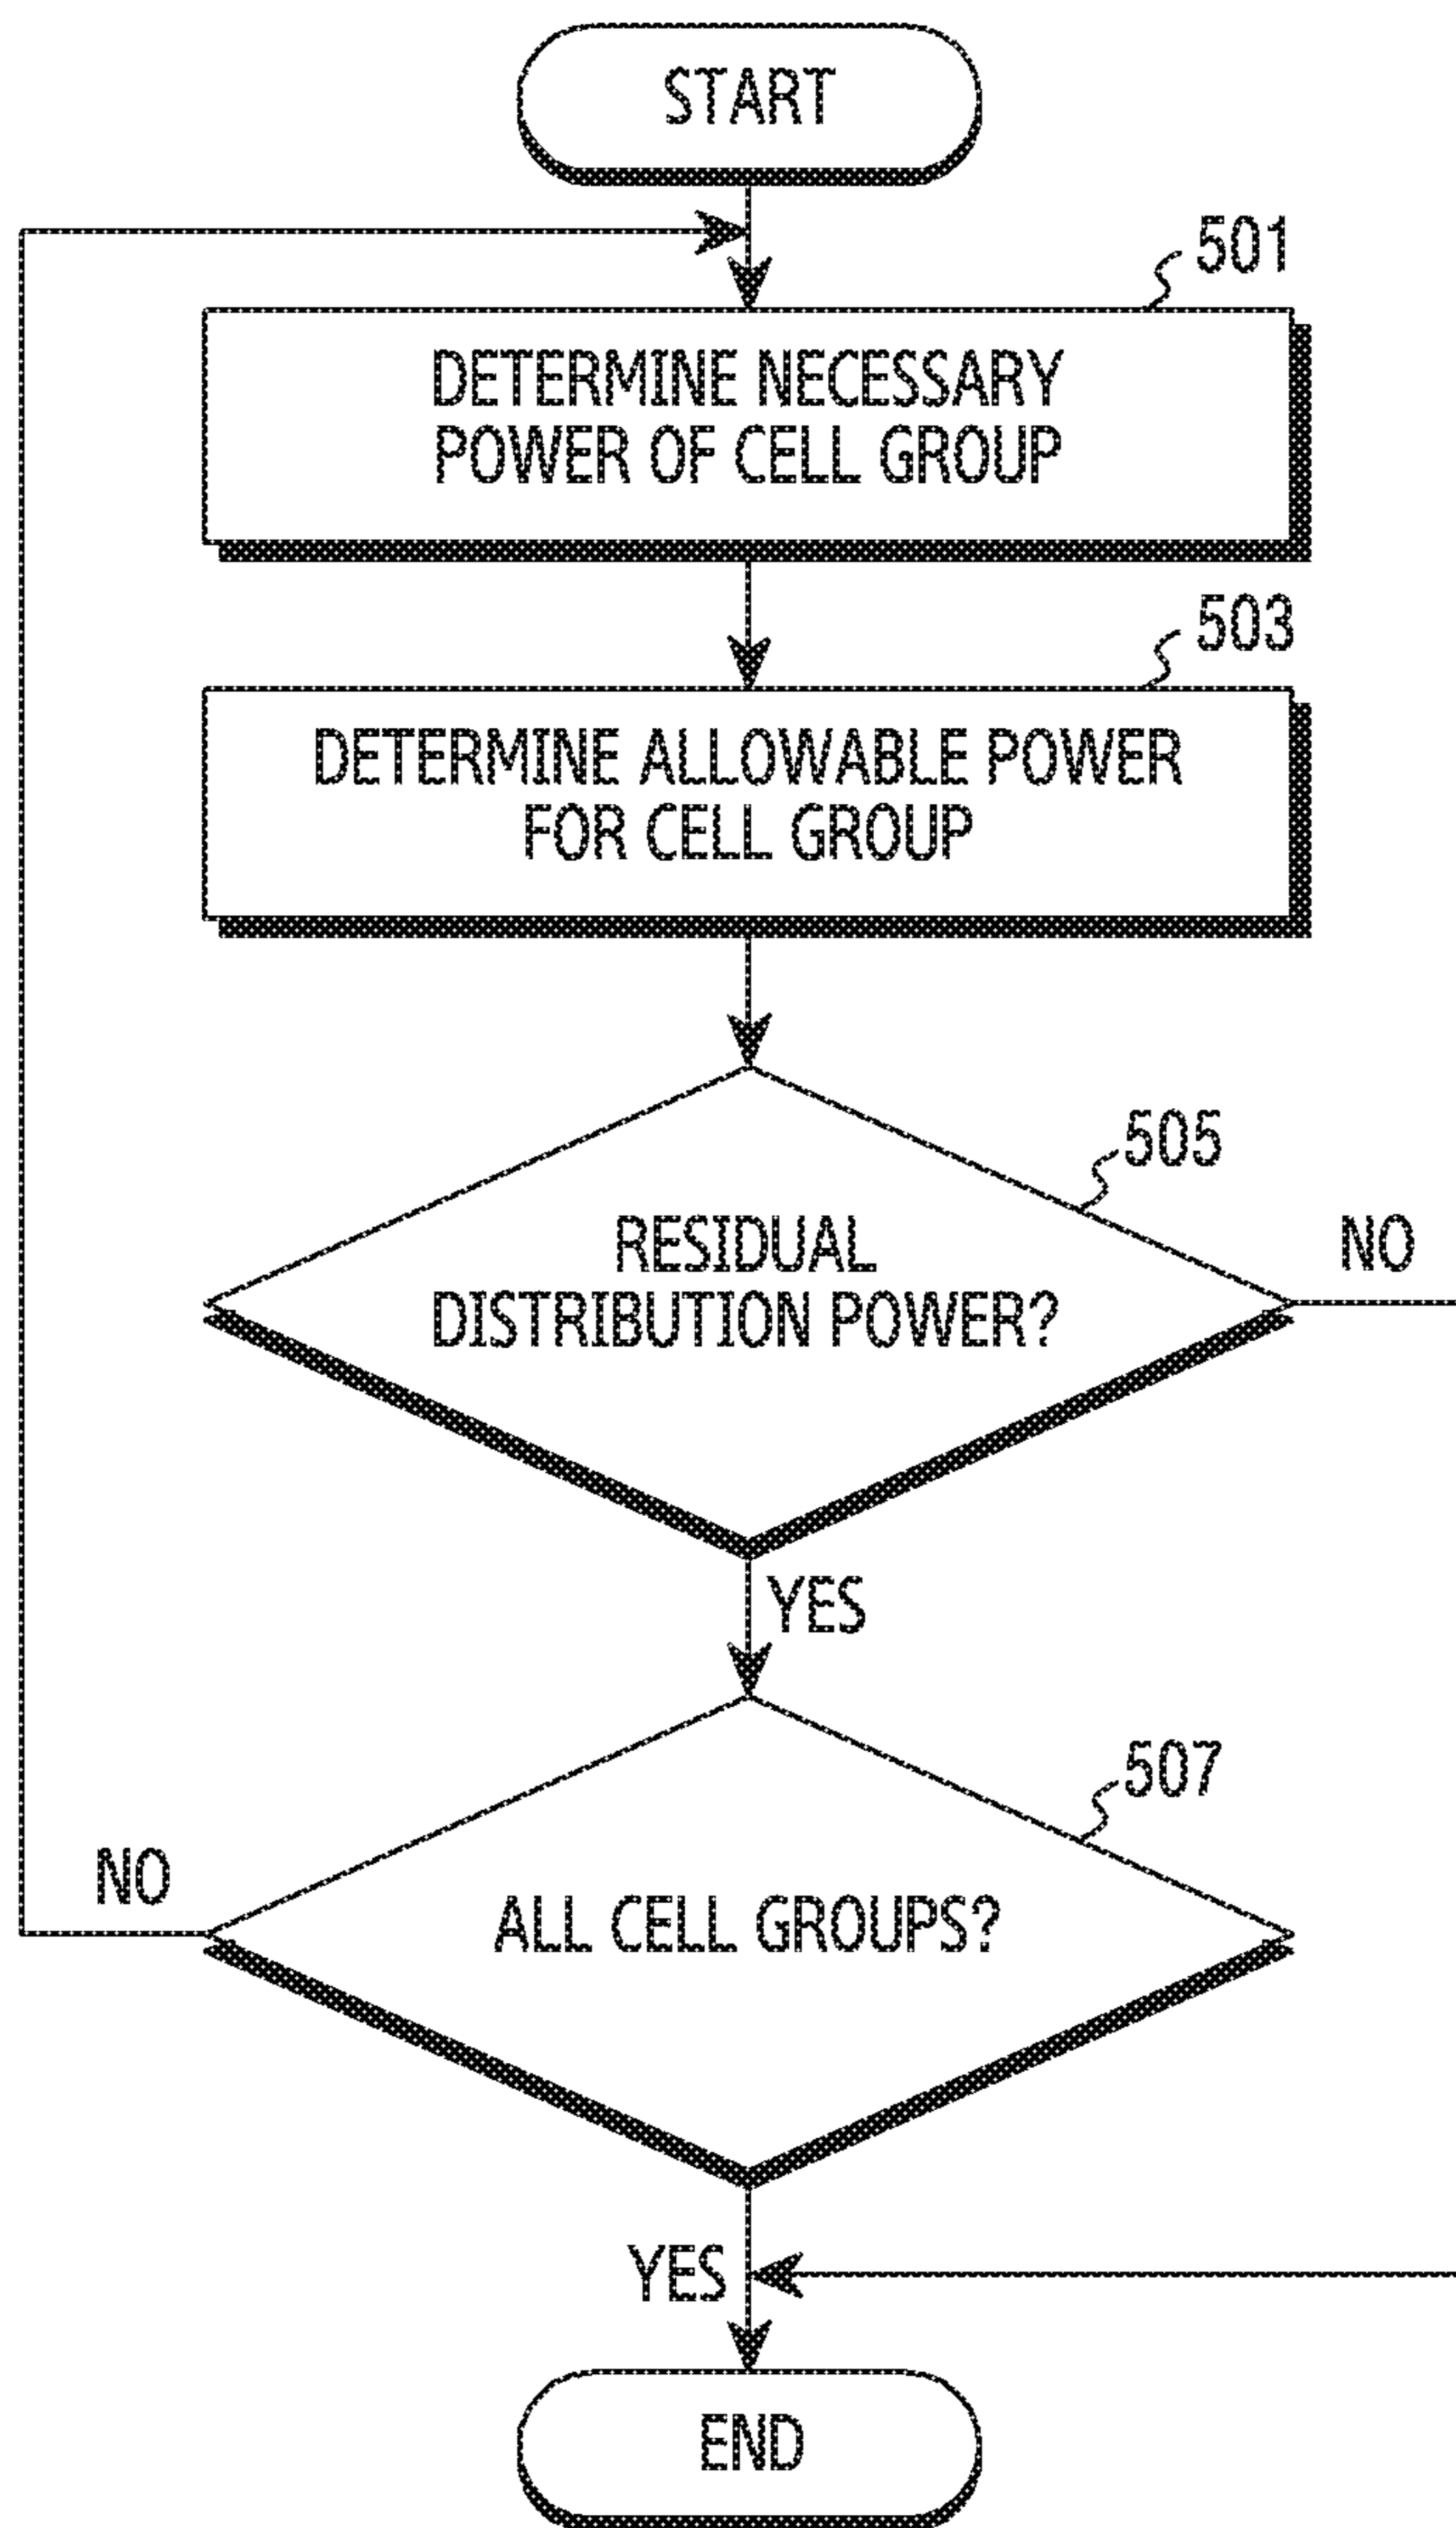 START
501
DETERMINE NECESSARY
POWER OF CELL GROUP
503
DETERMINE ALLOWABLE POWER
FOR CELL GROUP
505
RESIDUAL
DISTRIBUTION POWER?
NO
YES
507
NO
ALL CELL GROUPS?
YES
END